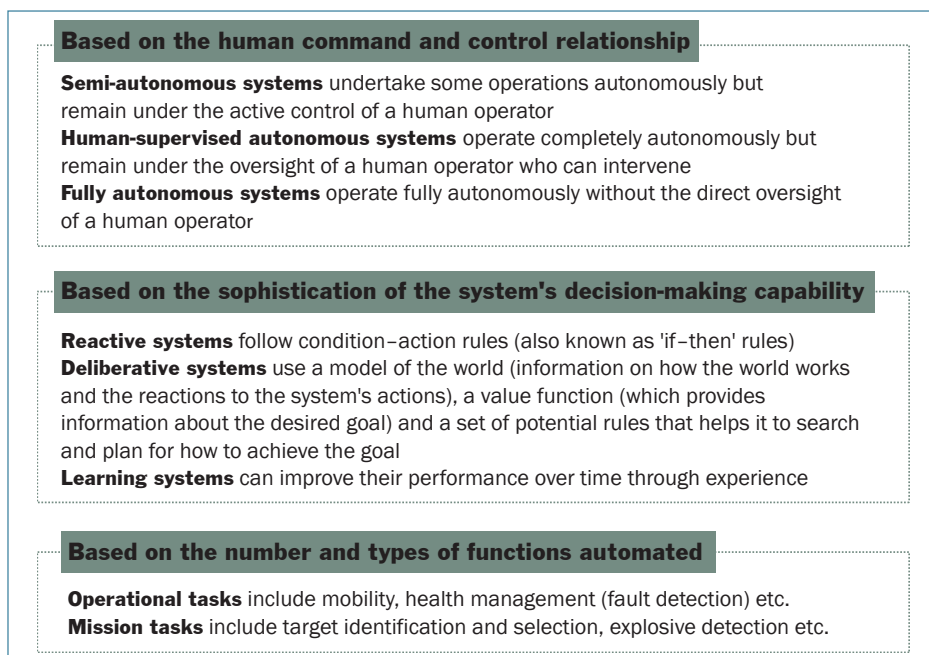 Based on the human command and control relationship
Semi-autonomous systems undertake some operations autonomously but
remain under the active control of a human operator
Human-supervised autonomous systems operate completely autonomously but
remain under the oversight of a human operator who can intervene
Fully autonomous systems operate fully autonomously without the direct oversight
of a human operator
Based on the sophistication of the system's decision-making capability
Reactive systems follow condition–action rules (also known as 'if–then' rules)
Deliberative systems use a model of the world (information on how the world works
and the reactions to the system's actions), a value function (which provides
information about the desired goal) and a set of potential rules that helps it to search
and plan for how to achieve the goal
Learning systems can improve their performance over time through experience
Based on the number and types of functions automated
Operational tasks include mobility, health management (fault detection) etc.
Mission tasks include target identification and selection, explosive detection etc.